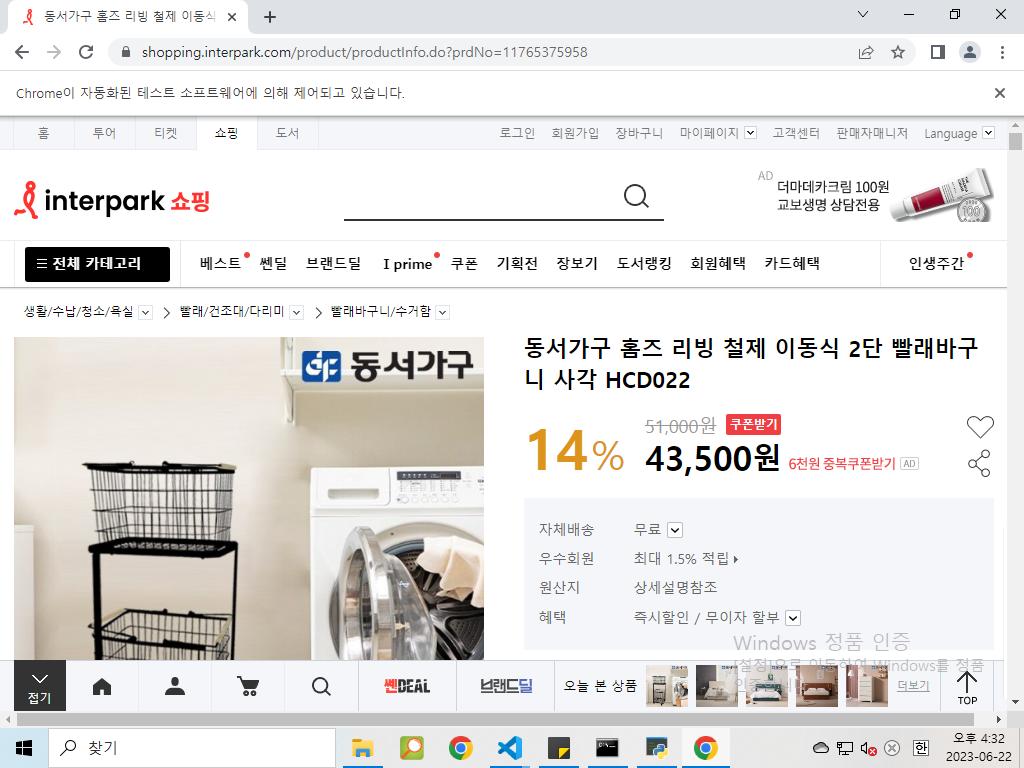 동서가구 홈즈 리빙 철제 이동식
shopping.interpark.com/product/productInfo.do?prdNo=11765375958
Chrome이 자동화된 테스트 소프트웨어에 의해 제어되고 있습니다.
홈 투어 티켓 쇼핑 도서 로그인 회원가입 장바구니 마이페이지 고객센터 판매자매니저 Language
interpark 쇼핑
AD 더마데카크림 100원
교보생명 상담전용
전체 카테고리 베스트 쎈딜 브랜드딜 I prime 쿠폰 기획전 장보기 도서랭킹 회원혜택 카드혜택 인생주간
생활/수납/청소/욕실 빨래/건조대/다리미 빨래바구니/수거함
동서가구
동서가구 홈즈 리빙 철제 이동식 2단 빨래바구
니 사각 HCD022
14% 51,000원 쿠폰받기
43,500원 6천원 중복쿠폰받기 AD
자체배송 무료
우수회원 최대 1.5% 적립
원산지 상세설명참조
혜택 즉시할인 / 무이자 할부
Windows 정품 인증
[설정]으로 이동하여 Windows를 정품
접기 쎈DEAL 브랜드딜 오늘 본 상품 더보기 TOP
찾기
한
오후 4:32
2023-06-22